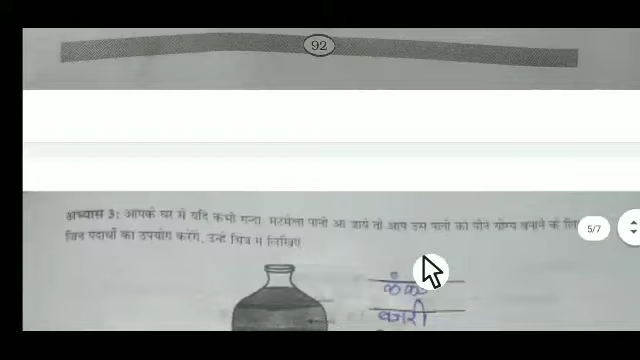 92
अभ्यास 3: आपके घर में यदि कभी गन्दा मटमैला पानी आ जाये तो आप उस पानी को पीने योग्य बनाने के लि
जिन पदार्थों का उपयोग करेंगे, उन्हें चित्र में लिखिए
5/7
बजरी